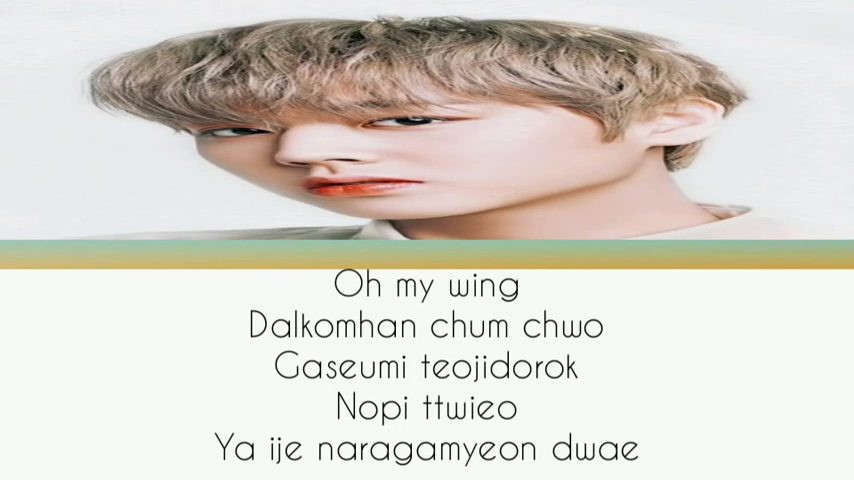 Oh my wing
Dalkomhan chum chwo
Gaseumi teojidorok
Nopi ttwieo
Ya ije naragamyeon dwae